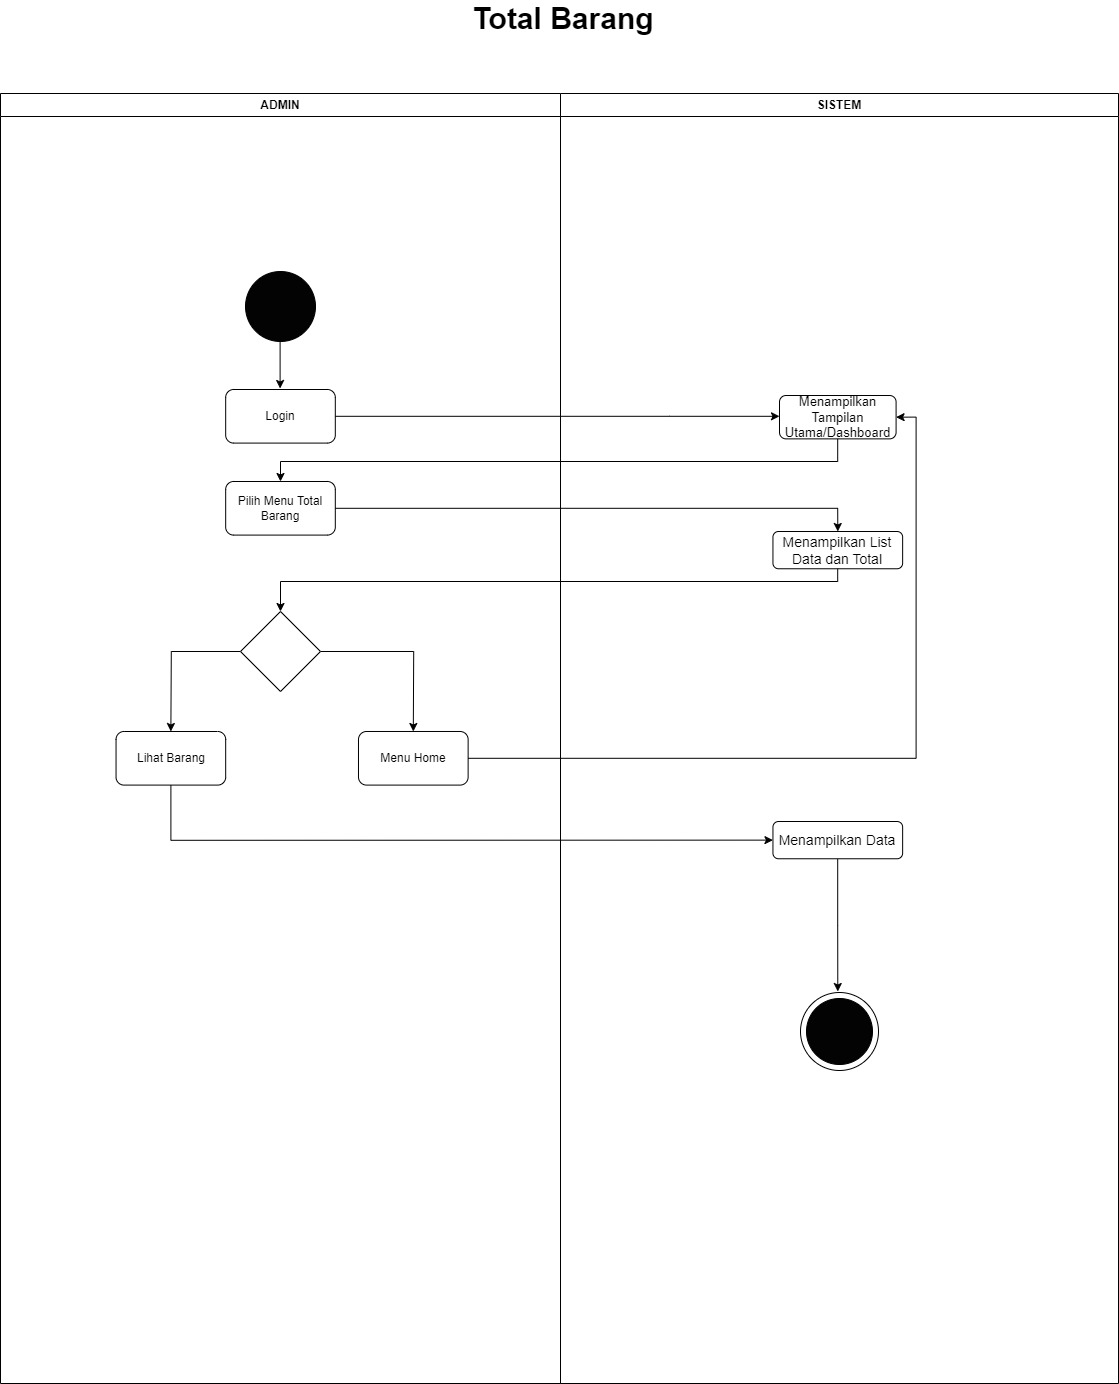 Total Barang
ADMIN
SISTEM
Login
Menampilkan
Tampilan
Utama/Dashboard
Pilih Menu Total
Barang
Menampilkan List
Data dan Total
Lihat Barang
Menu Home
Menampilkan Data